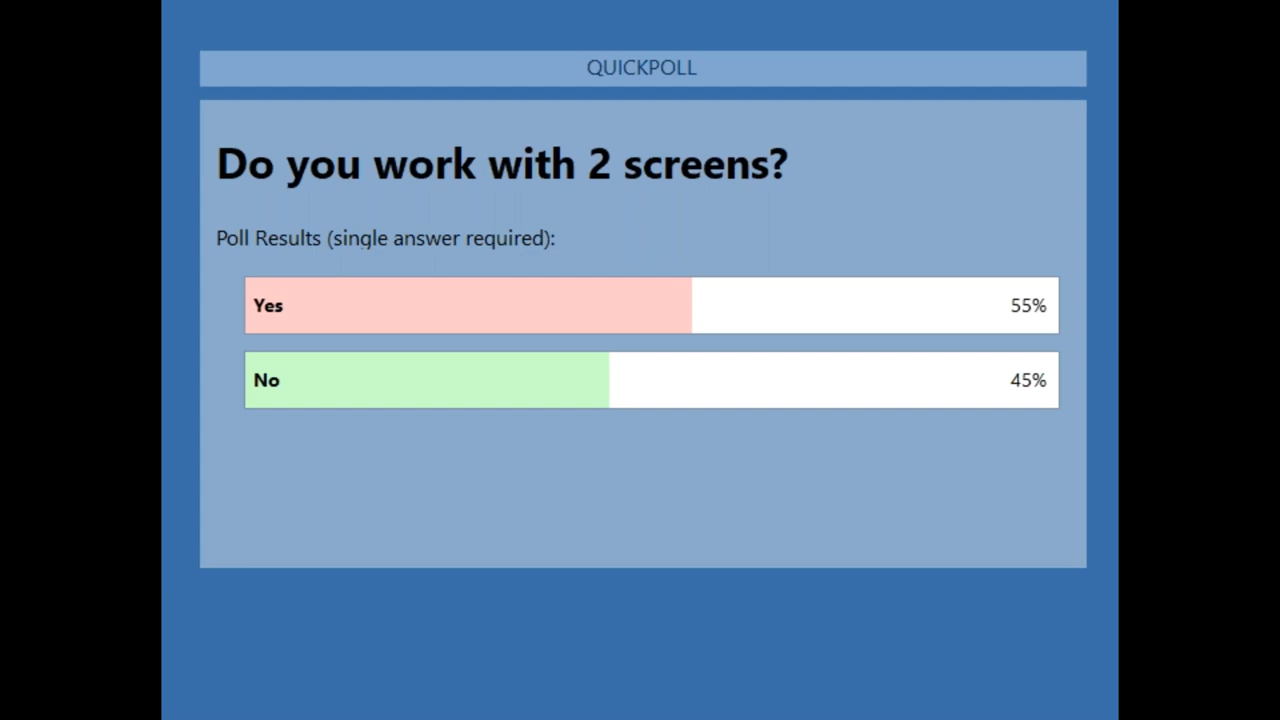 QUICKPOLL
Do you work with 2 screens?
Poll Results (single answer required):
Yes 55%
No 45%